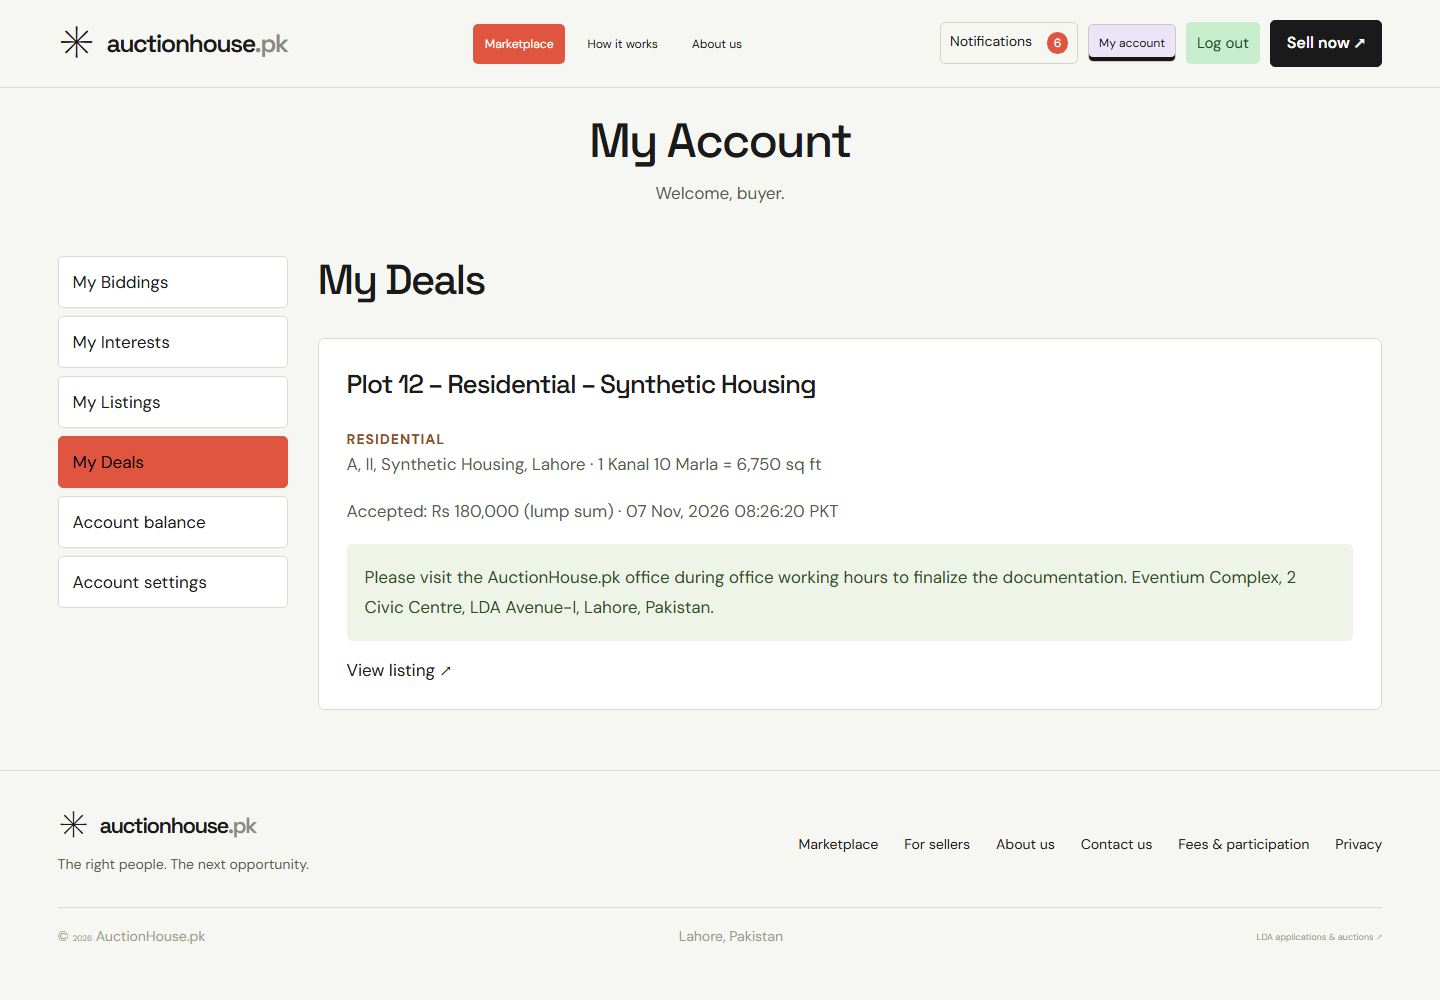 auctionhouse.pk
Marketplace
How it works
About us
Notifications 6
My account
Log out
Sell now ↗
My Account
Welcome, buyer.
My Biddings
My Interests
My Listings
My Deals
Account balance
Account settings
My Deals
Plot 12 – Residential – Synthetic Housing
RESIDENTIAL
A, II, Synthetic Housing, Lahore · 1 Kanal 10 Marla = 6,750 sq ft
Accepted: Rs 180,000 (lump sum) · 07 Nov, 2026 08:26:20 PKT
Please visit the AuctionHouse.pk office during office working hours to finalize the documentation. Eventium Complex, 2
Civic Centre, LDA Avenue-I, Lahore, Pakistan.
View listing ↗
auctionhouse.pk
The right people. The next opportunity.
Marketplace
For sellers
About us
Contact us
Fees & participation
Privacy
© 2026 AuctionHouse.pk
Lahore, Pakistan
LDA applications & auctions ↗